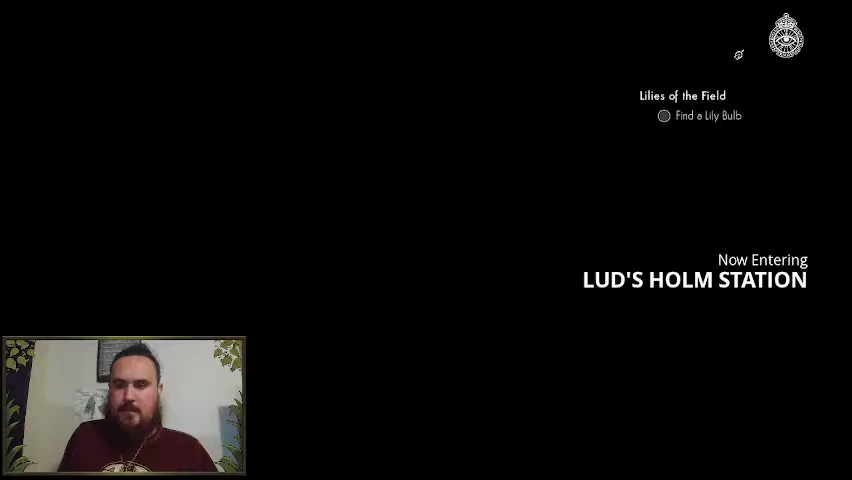 Lilies of the Field
Find a Lily Bulb
Now Entering
LUD'S HOLM STATION